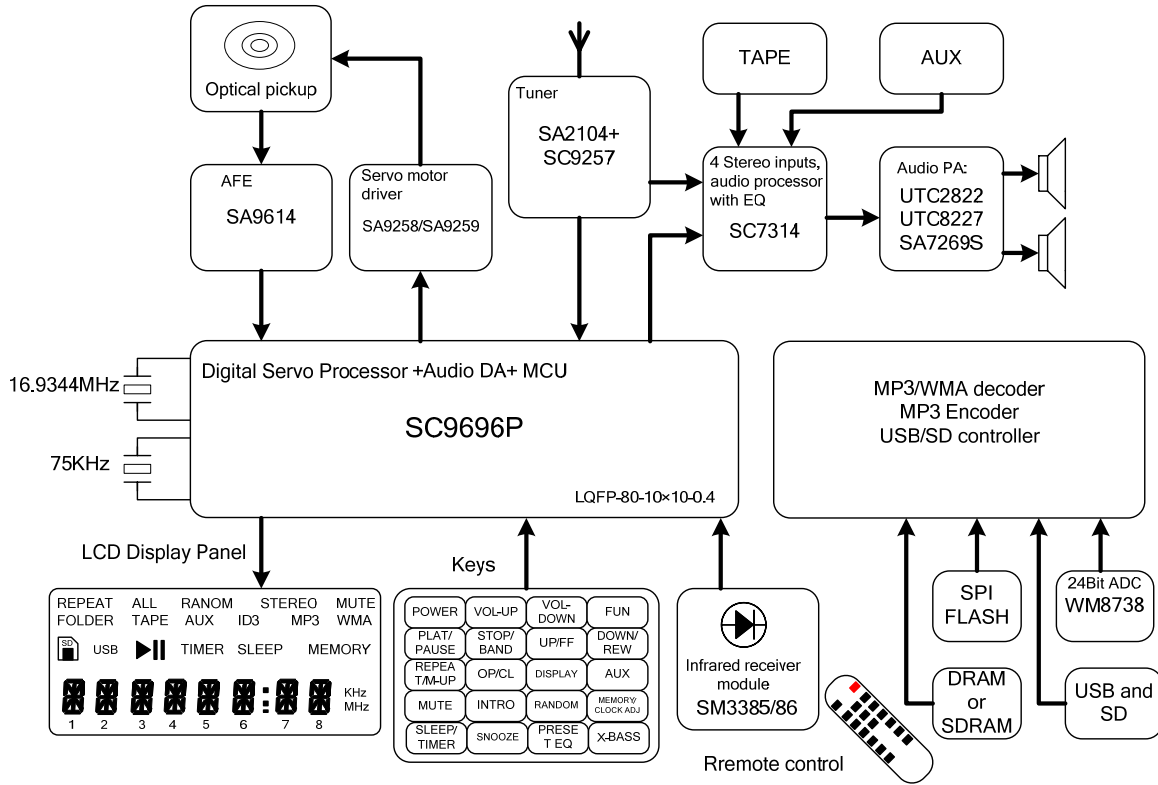 Optical pickup
AFE
SA9614
Servo motor
driver
SA9258/SA9259
Tuner
SA2104+
SC9257
TAPE
AUX
4 Stereo inputs,
audio processor
with EQ
SC7314
Audio PA:
UTC2822
UTC8227
SA7269S
16.9344MHz
75KHz
Digital Servo Processor +Audio DA+ MCU
SC9696P
LQFP-80-10×10-0.4
MP3/WMA decoder
MP3 Encoder
USB/SD controller
LCD Display Panel
REPEAT ALL RANOM STEREO MUTE
FOLDER TAPE AUX ID3 MP3 WMA
SD USB TIMER SLEEP MEMORY
KHz
MHz
1 2 3 4 5 6 7 8
Keys
POWER
VOL-UP
VOL-
DOWN
FUN
PLAT/
PAUSE
STOP/
BAND
UP/FF
DOWN/
REW
REPEA
T/M-UP
OP/CL
DISPLAY
AUX
MUTE
INTRO
RANDOM
MEMORY/
CLOCK ADJ
SLEEP/
TIMER
SNOOZE
PRESE
T EQ
X-BASS
Infrared receiver
module
SM3385/86
Rremote control
SPI
FLASH
24Bit ADC
WM8738
DRAM
or
SDRAM
USB and
SD